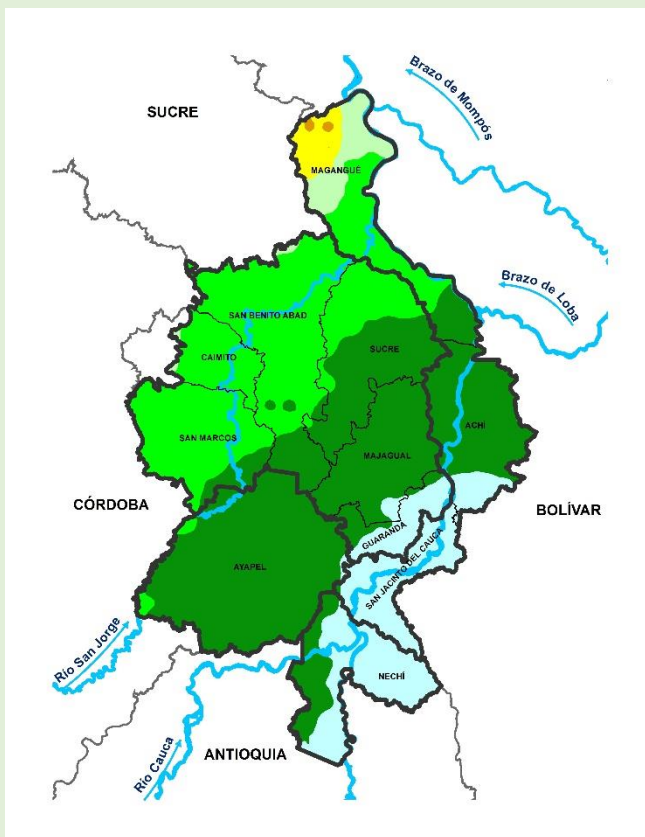 Brazo de Mompós
SUCRE
MAGANGUÉ
Brazo de Loba
SAN BENITO ABAD
SUCRE
CAIMITO
ACHÍ
SAN MARCOS
MAJAGUAL
CÓRDOBA
BOLÍVAR
GUARANDA
AYAPEL
SAN JACINTO DEL CAUCA
Río San Jorge
NECHÍ
ANTIOQUIA
Río Cauca